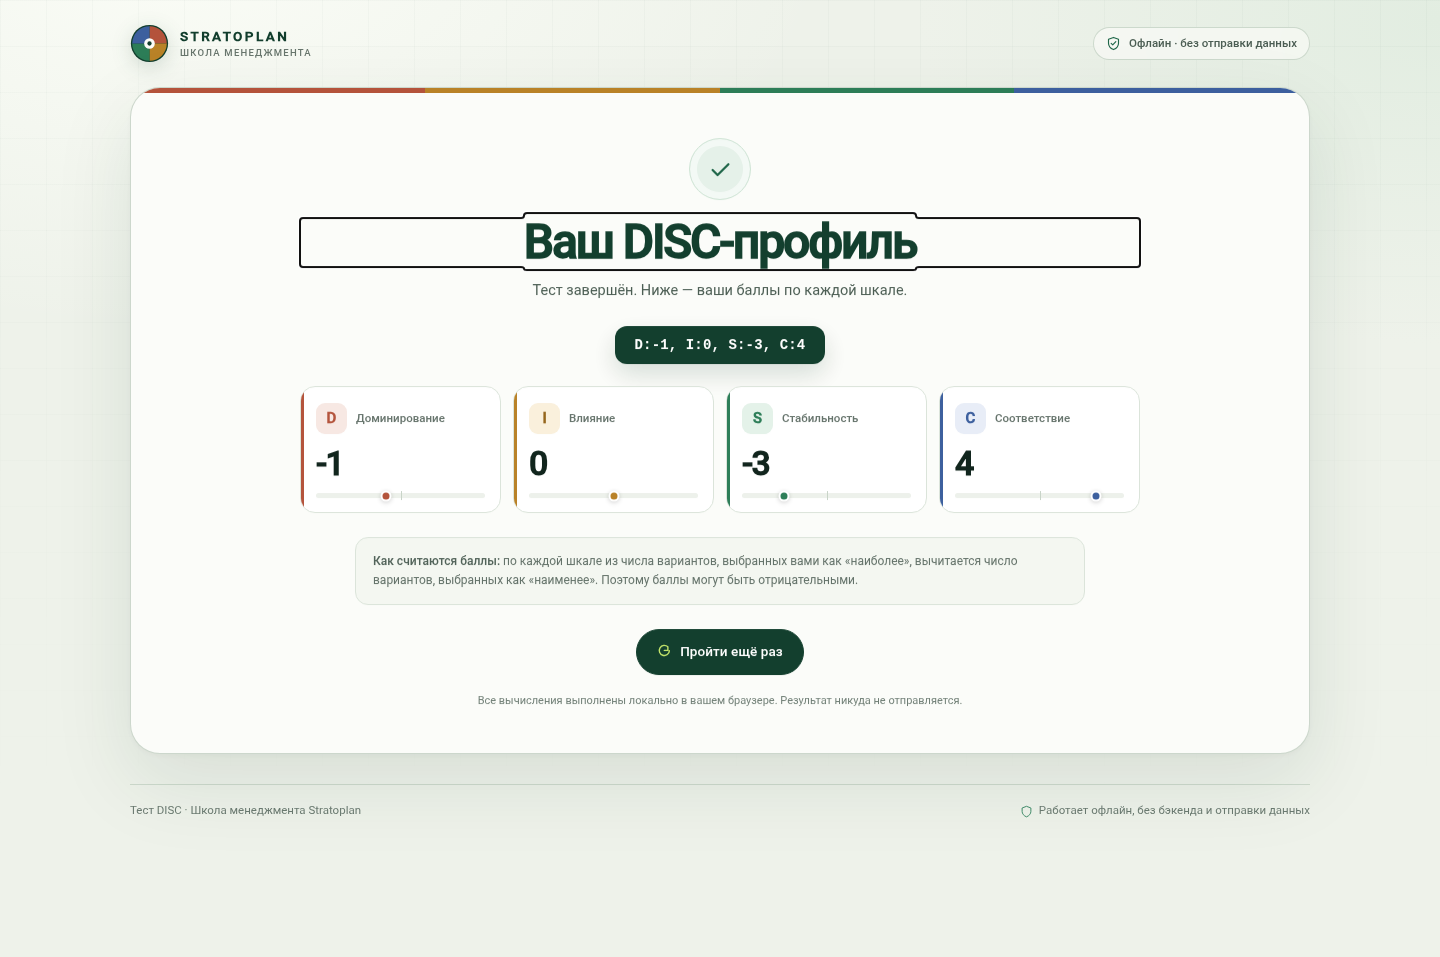 STRATOPLAN
ШКОЛА МЕНЕДЖМЕНТА
Офлайн · без отправки данных
Ваш DISC-профиль
Тест завершён. Ниже — ваши баллы по каждой шкале.
D:-1, I:0, S:-3, C:4
D Доминирование
-1
I Влияние
0
S Стабильность
-3
C Соответствие
4
Как считаются баллы: по каждой шкале из числа вариантов, выбранных вами как «наиболее», вычитается число
вариантов, выбранных как «наименее». Поэтому баллы могут быть отрицательными.
Пройти ещё раз
Все вычисления выполнены локально в вашем браузере. Результат никуда не отправляется.
Тест DISC · Школа менеджмента Stratoplan
Работает офлайн, без бэкенда и отправки данных